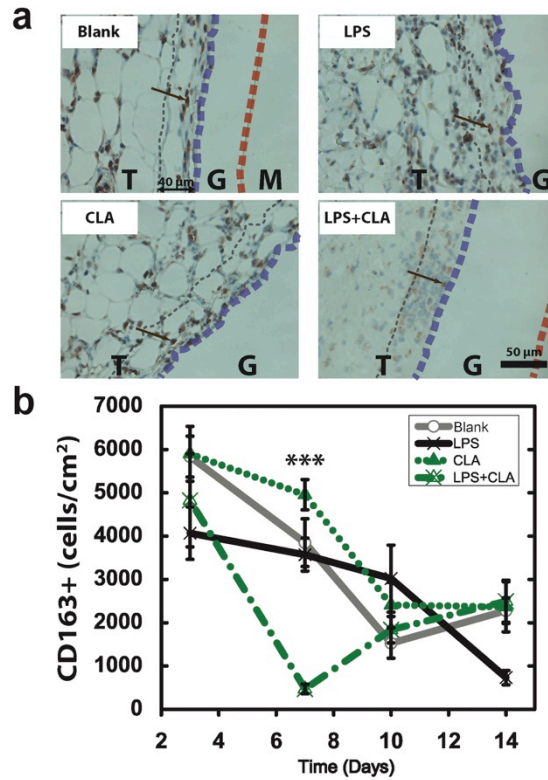 a
Blank
T
G
M
40 µm
LPS
T
G
CLA
T
G
LPS+CLA
T
G
50 µm
b
CD163+ (cells/cm²)
7000
6000
5000
4000
3000
2000
1000
0
***
Blank
LPS
CLA
LPS+CLA
2 4 6 8 10 12 14
Time (Days)